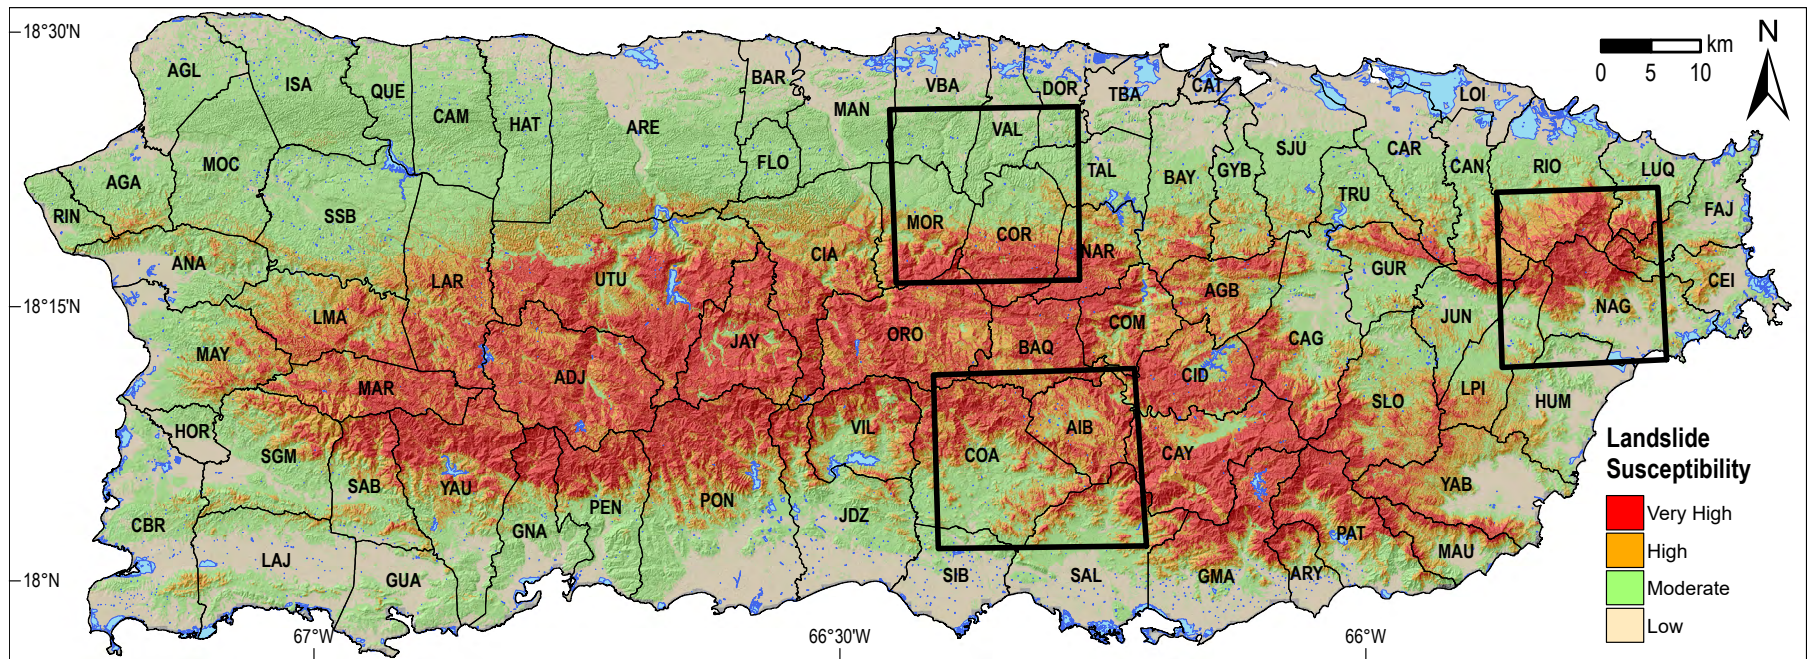 18°30'N
18°15'N
18°N
67°W
66°30'W
66°W
N
km
0 5 10
AGL
ISA
QUE
CAM
HAT
ARE
BAR
MAN
VBA
DOR
TBA
CAT
LOI
MOC
AGA
RIN
SSB
FLO
VAL
TAL
BAY
GYB
SJU
CAR
CAN
RIO
LUQ
TRU
FAJ
ANA
LAR
UTU
CIA
MOR
COR
NAR
AGB
GUR
CEI
NAG
JUN
LMA
MAY
MAR
ADJ
JAY
ORO
BAQ
COM
CID
CAG
LPI
HUM
SLO
HOR
SGM
SAB
YAU
PEN
PON
VIL
COA
AIB
CAY
YAB
CBR
GNA
JDZ
PAT
MAU
LAJ
GUA
SIB
SAL
GMA
ARY
Landslide
Susceptibility
Very High
High
Moderate
Low